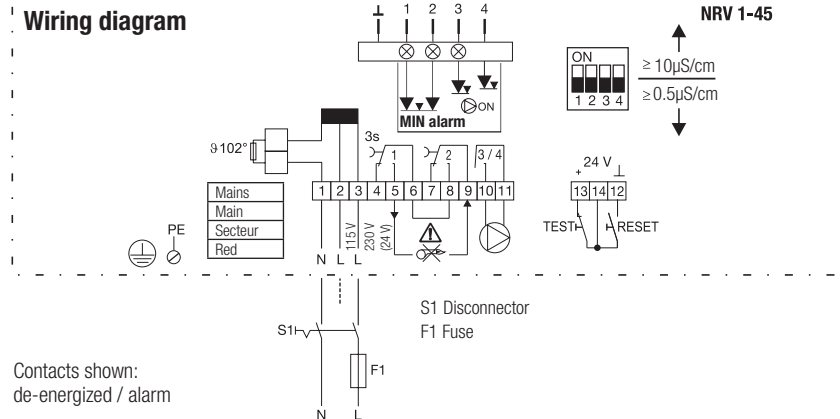 Wiring diagram
NRV 1-45
⊥ 1 2 3 4
ON
MIN alarm
ON
1 2 3 4
≥ 10µS/cm
≥ 0.5µS/cm
ϑ102°
3s
1
2
3 / 4
24 V
+ ⊥
1 2 3 4 5 6 7 8 9 10 11
13 14 12
Mains
Main
Secteur
Red
PE
115 V
230 V
(24 V)
N L L
TEST
RESET
S1 Disconnector
F1 Fuse
S1
F1
Contacts shown:
de-energized / alarm
N L